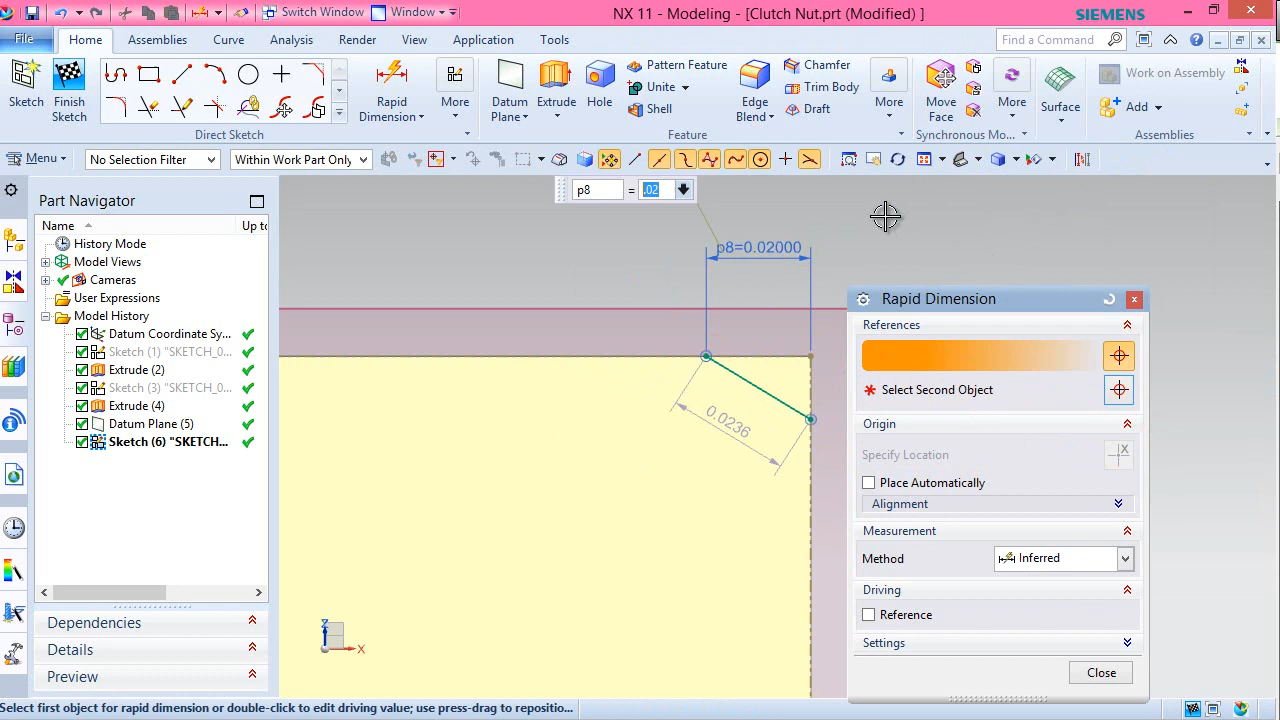 NX 11 - Modeling - [Clutch Nut.prt (Modified) ]
SIEMENS
Switch Window
Window
File
Home
Assemblies
Curve
Analysis
Render
View
Application
Tools
Find a Command
Sketch
Finish
Sketch
Direct Sketch
Rapid
Dimension
More
Datum
Plane
Extrude
Hole
Pattern Feature
Unite
Shell
Edge
Blend
Chamfer
Trim Body
Draft
More
Feature
Move
Face
More
Synchronous Mo...
Surface
Work on Assembly
Add
Assemblies
Menu
No Selection Filter
Within Work Part Only
Part Navigator
Name
Up to
History Mode
Model Views
Cameras
User Expressions
Model History
Datum Coordinate Sy...
Sketch (1) "SKETCH_0...
Extrude (2)
Sketch (3) "SKETCH_0...
Extrude (4)
Datum Plane (5)
Sketch (6) "SKETCH...
Dependencies
Details
Preview
p8 = .02
p8=0.02000
0.0236
Z
X
Rapid Dimension
References
* Select Second Object
Origin
Specify Location
Place Automatically
Alignment
Measurement
Method
Inferred
Driving
Reference
Settings
Close
Select first object for rapid dimension or double-click to edit driving value; use press-drag to repositio...